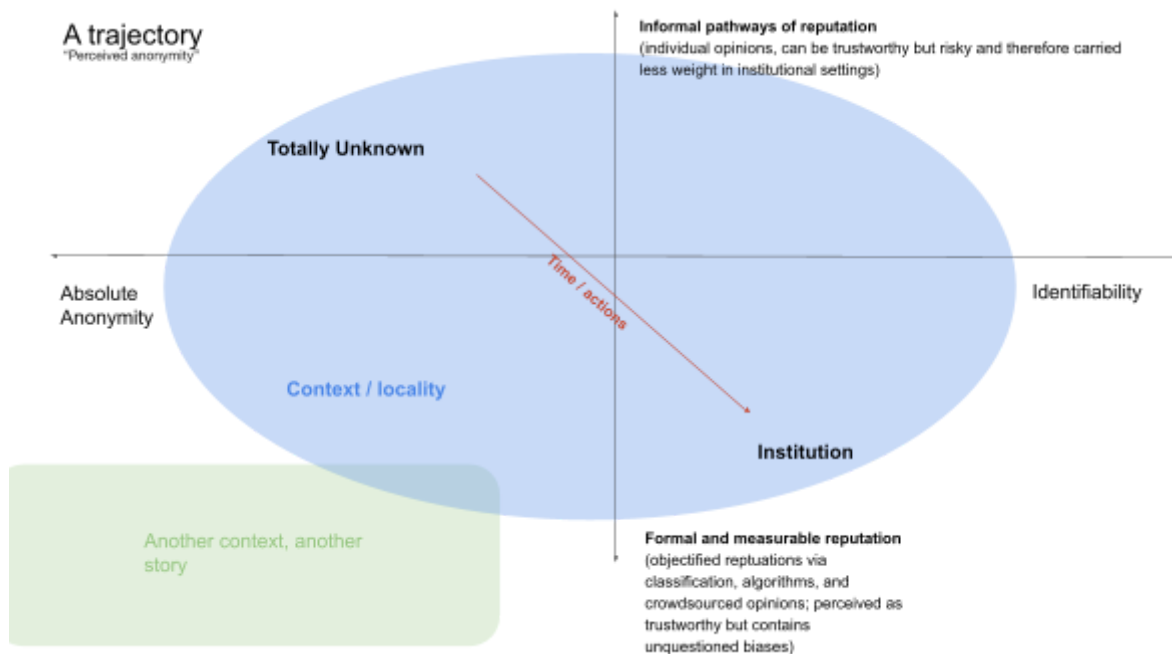 A trajectory
"Perceived anonymity"
Informal pathways of reputation
(individual opinions, can be trustworthy but risky and therefore carried
less weight in institutional settings)
Totally Unknown
Time / actions
Absolute
Anonymity
Identifiability
Context / locality
Institution
Another context, another
story
Formal and measurable reputation
(objectified reptuations via
classification, algorithms, and
crowdsourced opinions; perceived as
trustworthy but contains
unquestioned biases)